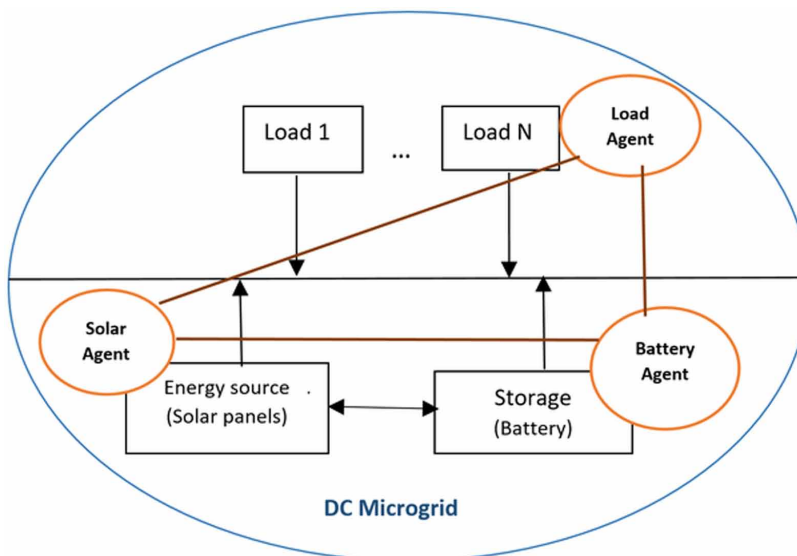 Load 1
...
Load N
Load
Agent
Solar
Agent
Battery
Agent
Energy source .
(Solar panels)
Storage
(Battery)
DC Microgrid